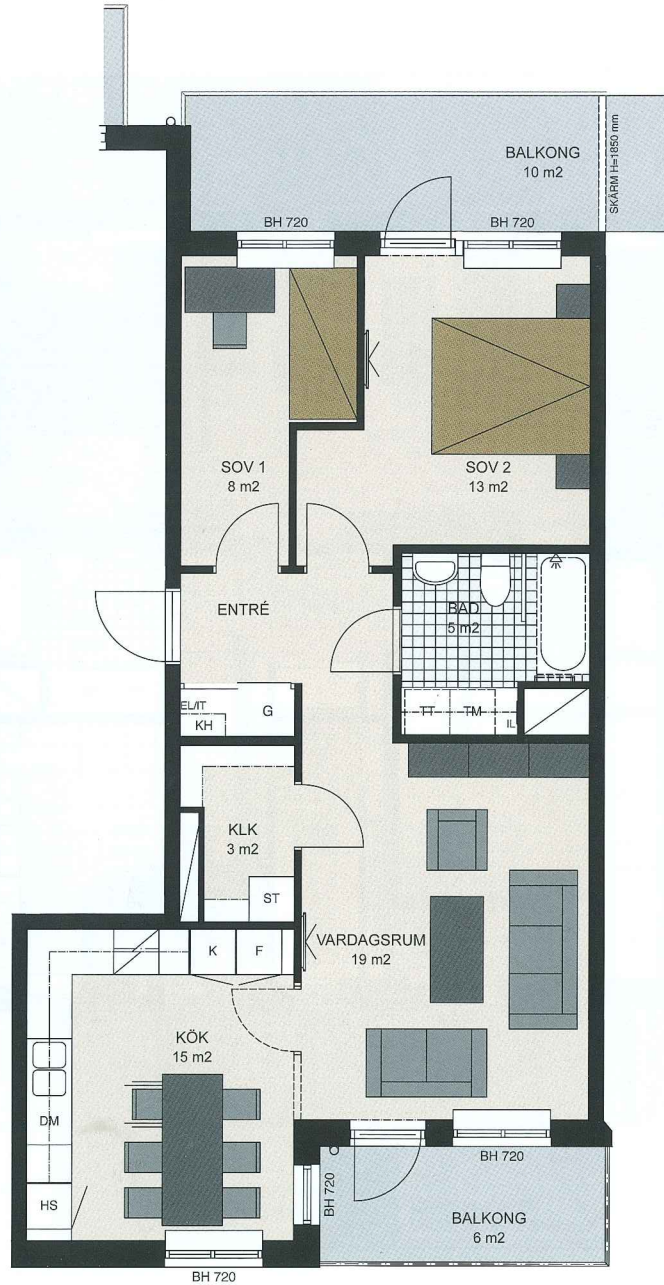 BALKONG
10 m2
SKÄRM H=1850 mm
BH 720
BH 720
SOV 1
8 m2
SOV 2
13 m2
ENTRÉ
BAD
5 m2
EL/IT
KH
G
TT
TM
KLK
3 m2
ST
VARDAGSRUM
19 m2
K
F
KÖK
15 m2
DM
HS
BH 720
BH 720
BALKONG
6 m2
BH 720